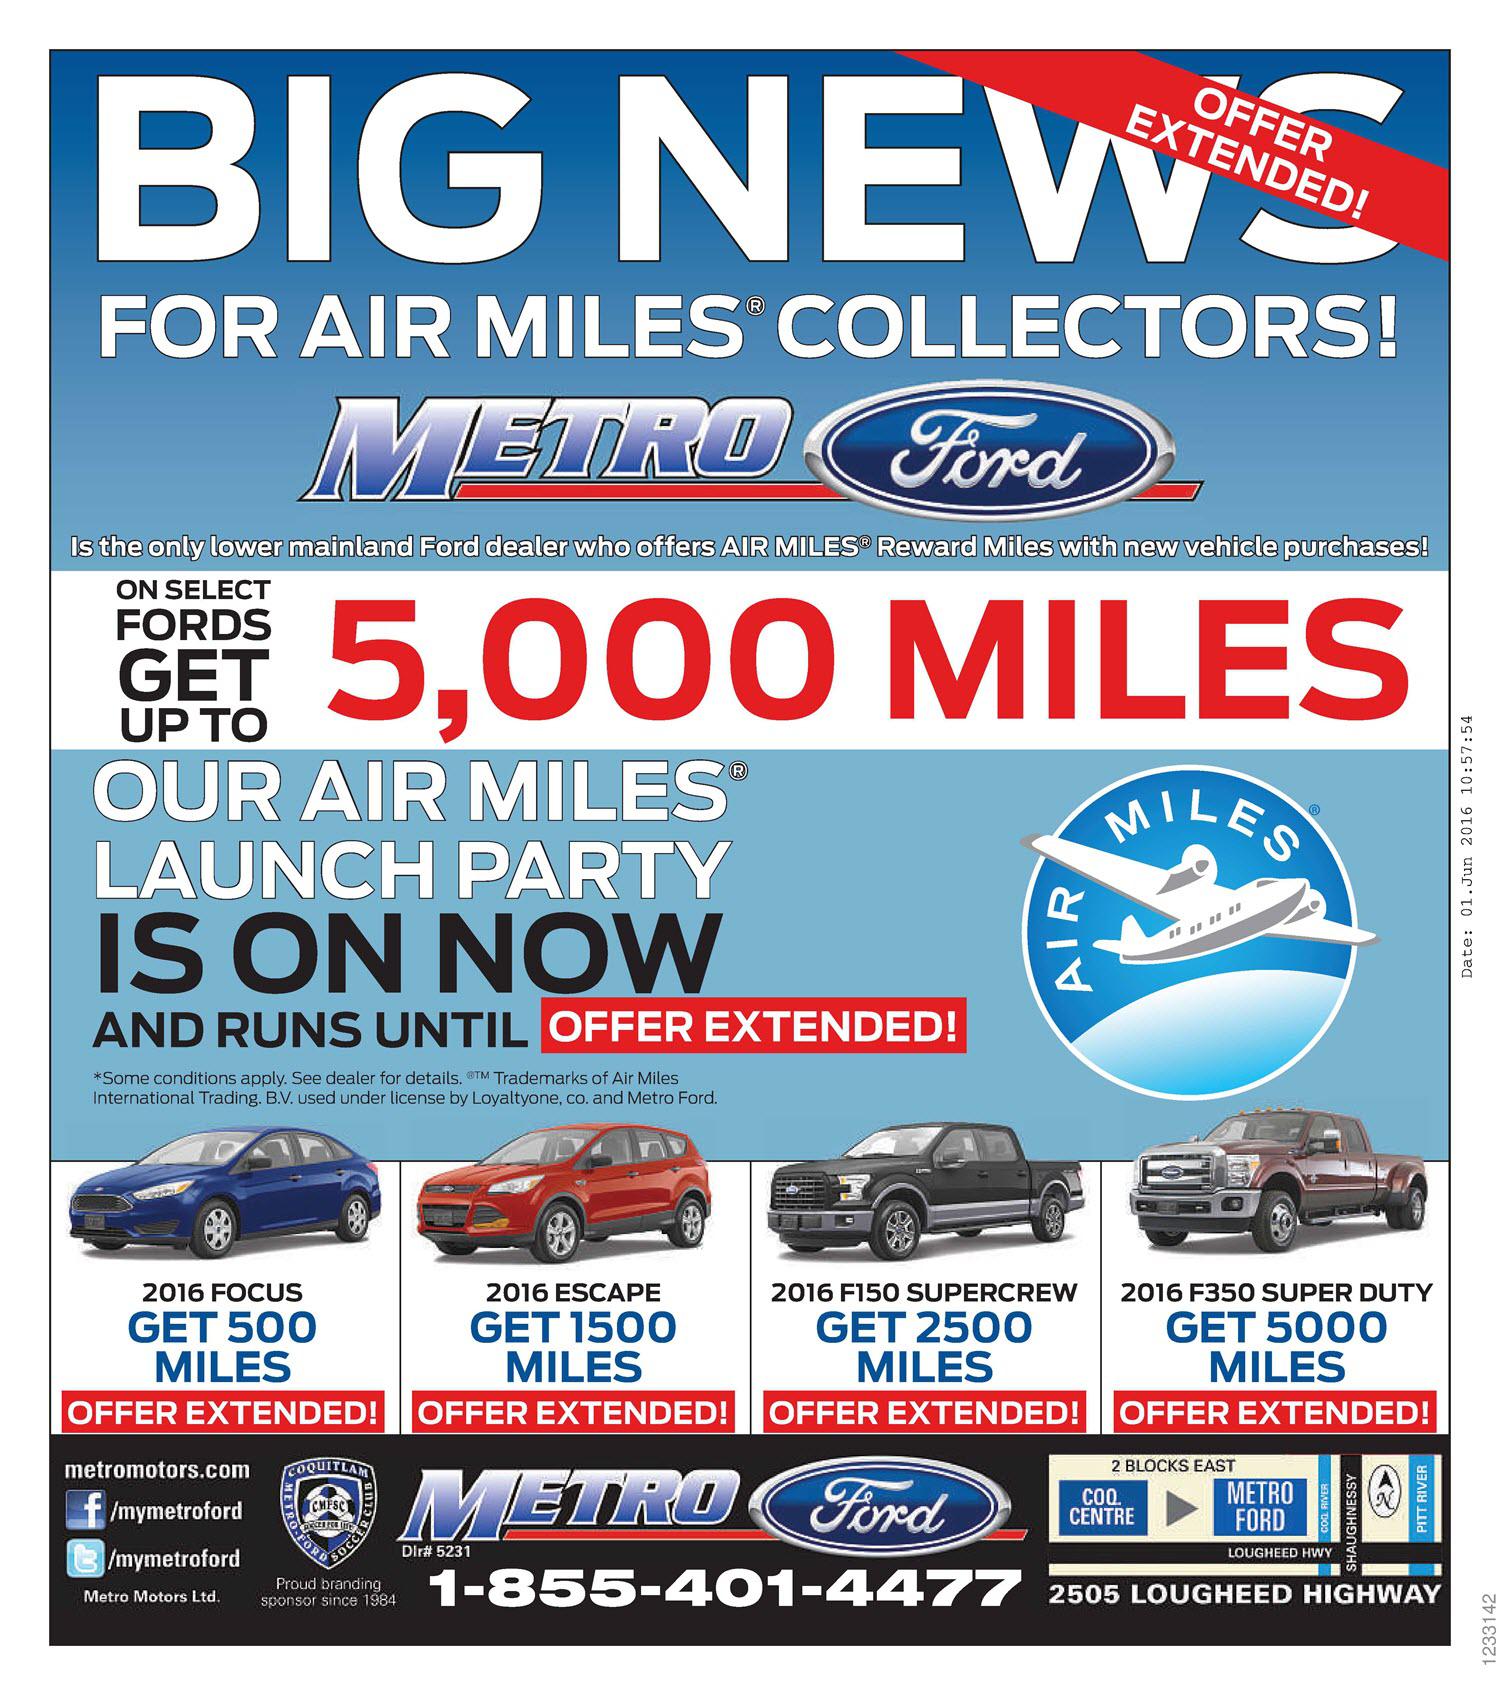 BIG NEWS
OFFER
EXTENDED!
FOR AIR MILES® COLLECTORS!
METRO Ford
Is the only lower mainland Ford dealer who offers AIR MILES® Reward Miles with new vehicle purchases!
ON SELECT
FORDS
GET
UP TO
5,000 MILES
OUR AIR MILES®
LAUNCH PARTY
IS ON NOW
AND RUNS UNTIL OFFER EXTENDED!
*Some conditions apply. See dealer for details. ®™ Trademarks of Air Miles
International Trading. B.V. used under license by Loyaltyone, co. and Metro Ford.
AIR MILES®
2016 FOCUS
GET 500
MILES
OFFER EXTENDED!
2016 ESCAPE
GET 1500
MILES
OFFER EXTENDED!
2016 F150 SUPERCREW
GET 2500
MILES
OFFER EXTENDED!
2016 F350 SUPER DUTY
GET 5000
MILES
OFFER EXTENDED!
metromotors.com
f /mymetroford
t /mymetroford
Metro Motors Ltd.
COQUITLAM
METRO-FORD SOCCER CLUB
CMFSC
SOCCER FOR LIFE
Proud branding
sponsor since 1984
METRO Ford
Dlr# 5231
1-855-401-4477
2 BLOCKS EAST
COQ.
CENTRE
METRO
FORD
COQ. RIVER
SHAUGHNESSY
N
PITT RIVER
LOUGHEED HWY
2505 LOUGHEED HIGHWAY
Date: 01.Jun 2016 10:57:54
1233142